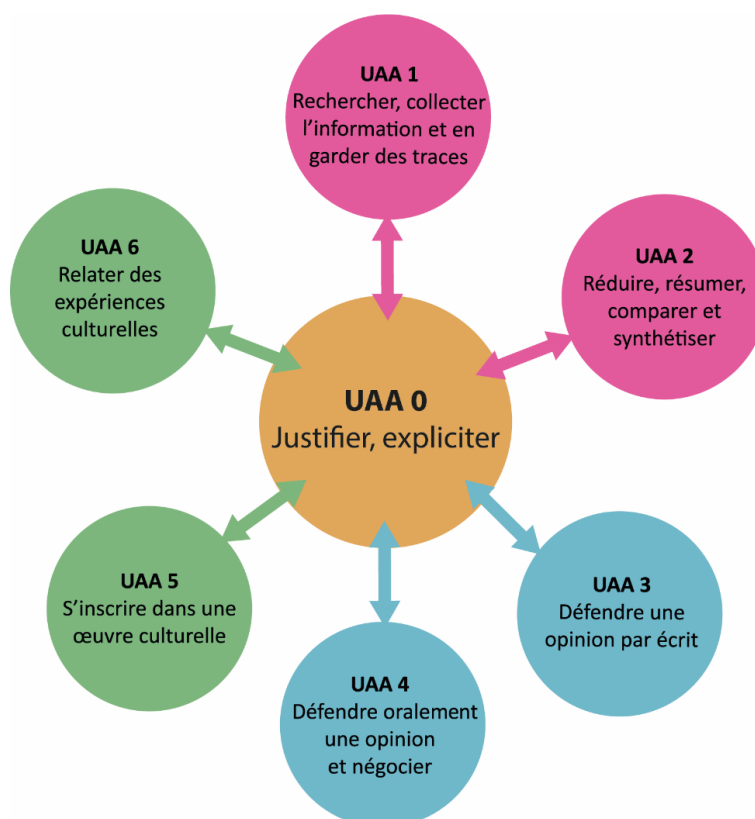 UAA 1
Rechercher, collecter
l’information et en
garder des traces
UAA 2
Réduire, résumer,
comparer et
synthétiser
UAA 6
Relater des
expériences
culturelles
UAA 0
Justifier, expliciter
UAA 3
Défendre une
opinion par écrit
UAA 5
S’inscrire dans une
œuvre culturelle
UAA 4
Défendre oralement
une opinion
et négocier